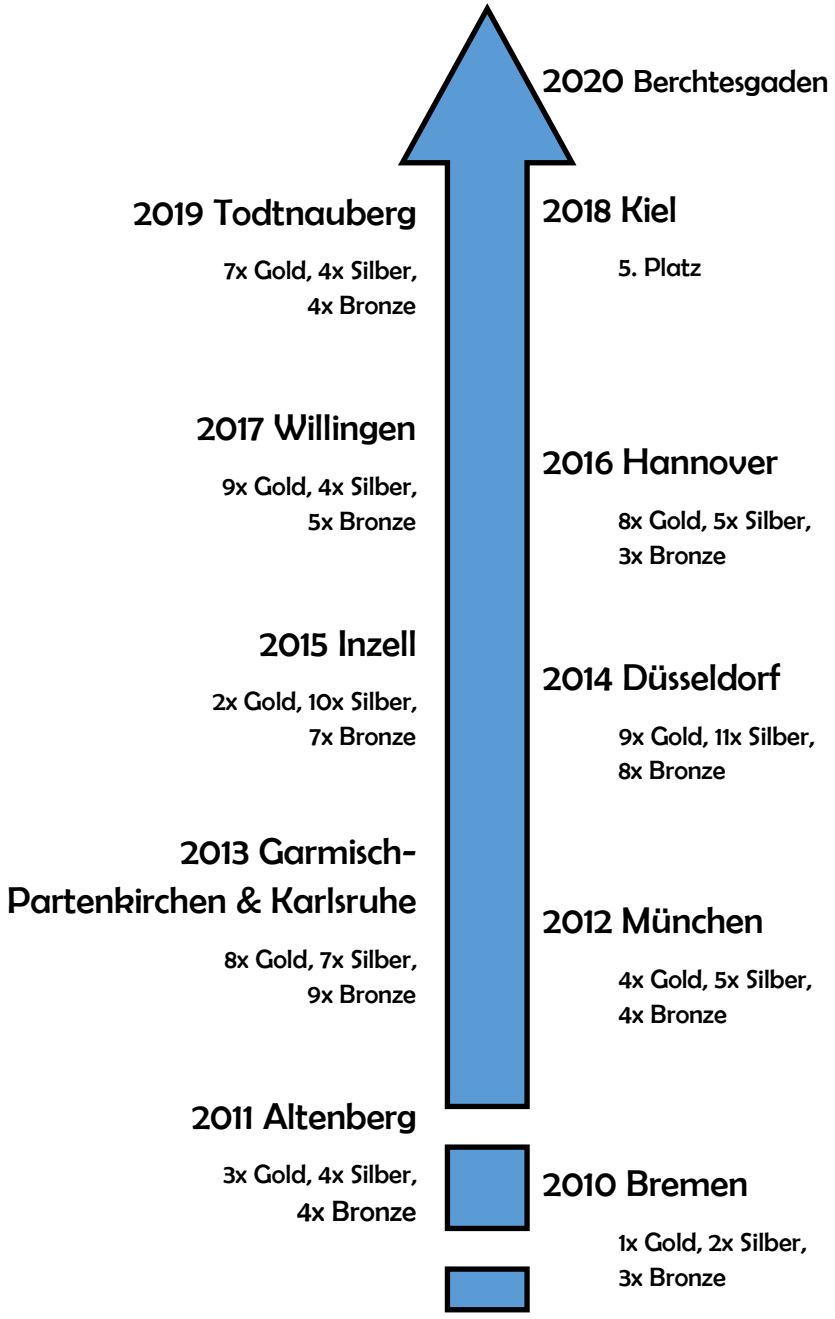 2020 Berchtesgaden
2019 Todtnauberg
7x Gold, 4x Silber,
4x Bronze
2018 Kiel
5. Platz
2017 Willingen
9x Gold, 4x Silber,
5x Bronze
2016 Hannover
8x Gold, 5x Silber,
3x Bronze
2015 Inzell
2x Gold, 10x Silber,
7x Bronze
2014 Düsseldorf
9x Gold, 11x Silber,
8x Bronze
2013 Garmisch-
Partenkirchen & Karlsruhe
8x Gold, 7x Silber,
9x Bronze
2012 München
4x Gold, 5x Silber,
4x Bronze
2011 Altenberg
3x Gold, 4x Silber,
4x Bronze
2010 Bremen
1x Gold, 2x Silber,
3x Bronze